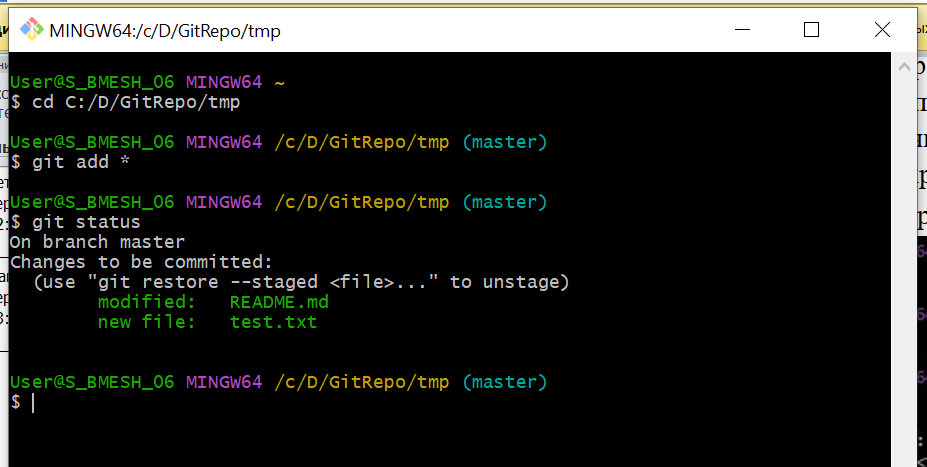 MINGW64:/c/D/GitRepo/tmp
User@S_BMESH_06 MINGW64 ~
$ cd C:/D/GitRepo/tmp
User@S_BMESH_06 MINGW64 /c/D/GitRepo/tmp (master)
$ git add *
User@S_BMESH_06 MINGW64 /c/D/GitRepo/tmp (master)
$ git status
On branch master
Changes to be committed:
(use "git restore --staged <file>..." to unstage)
modified: README.md
new file: test.txt
User@S_BMESH_06 MINGW64 /c/D/GitRepo/tmp (master)
$